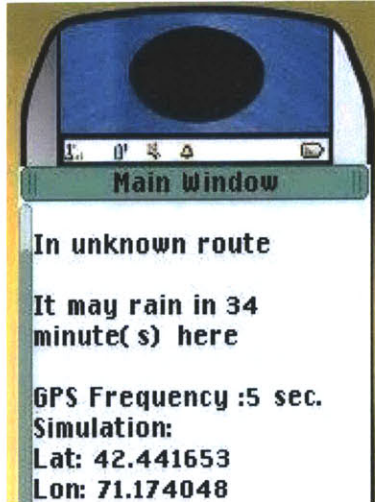 Main Window
In unknown route
It may rain in 34
minute( s) here
GPS Frequency :5 sec.
Simulation:
Lat: 42.441653
Lon: 71.174048